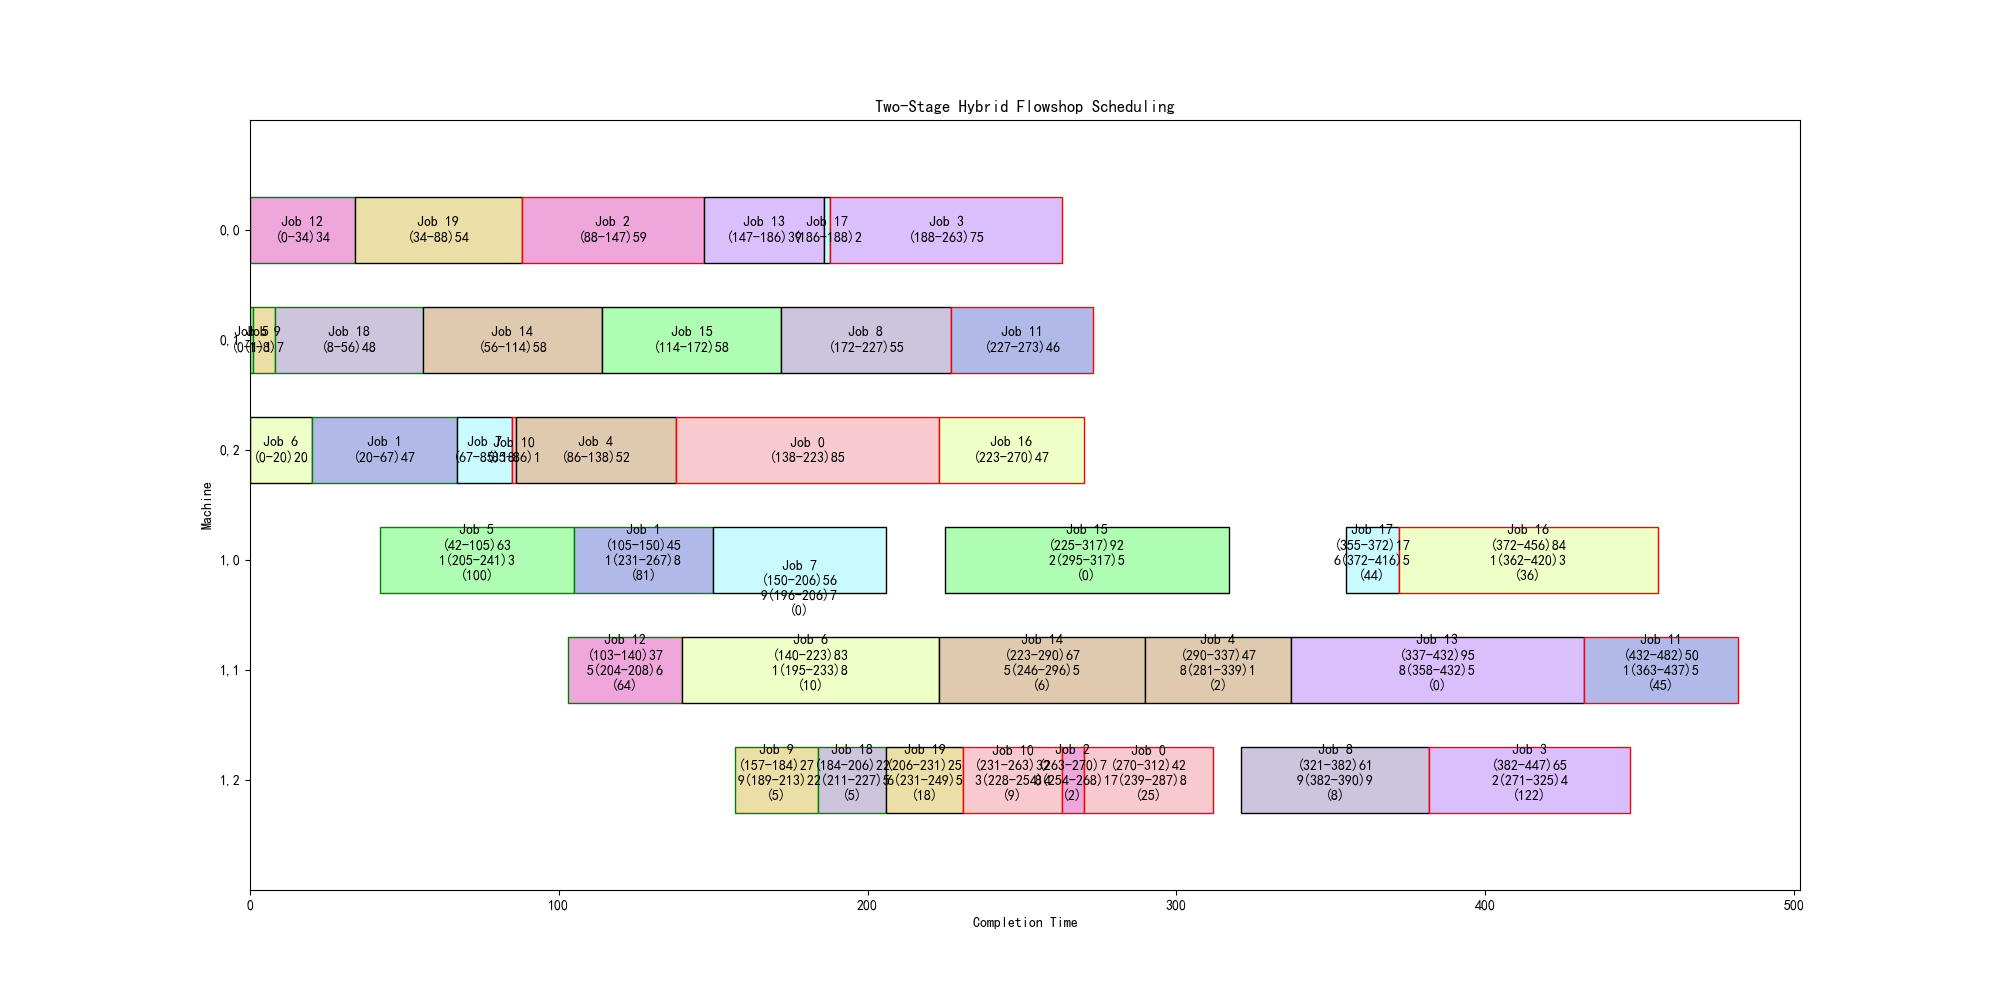 Two-Stage Hybrid Flowshop Scheduling
0,0
Job 12
(0-34)34
Job 19
(34-88)54
Job 2
(88-147)59
Job 13
(147-186)39
Job 17
(186-188)2
Job 3
(188-263)75
0,1
Job 5
Job 9
(1-8)7
Job 18
(8-56)48
Job 14
(56-114)58
Job 15
(114-172)58
Job 8
(172-227)55
Job 11
(227-273)46
0,2
Job 6
(0-20)20
Job 1
(20-67)47
Job 7
(67-85)18
Job 10
(85-86)1
Job 4
(86-138)52
Job 0
(138-223)85
Job 16
(223-270)47
Machine
1,0
Job 5
(42-105)63
1(205-241)3
(100)
Job 1
(105-150)45
1(231-267)8
(81)
Job 7
(150-206)56
9(196-206)7
(0)
Job 15
(225-317)92
2(295-317)5
(0)
Job 17
(355-372)17
6(372-416)5
(44)
Job 16
(372-456)84
1(362-420)3
(36)
1,1
Job 12
(103-140)37
5(204-208)6
(64)
Job 6
(140-223)83
1(195-233)8
(10)
Job 14
(223-290)67
5(246-296)5
(6)
Job 4
(290-337)47
8(281-339)1
(2)
Job 13
(337-432)95
8(358-432)5
(0)
Job 11
(432-482)50
1(363-437)5
(45)
1,2
Job 9
(157-184)27
9(189-213)22
(5)
Job 18
(184-206)22
(211-227)5
(5)
Job 19
(206-231)25
6(231-249)5
(18)
Job 10
(231-263)32
(9)
Job 2
(263-270)7
(2)
Job 0
(270-312)42
7(239-287)8
(25)
Job 8
(321-382)61
9(382-390)9
(8)
Job 3
(382-447)65
2(271-325)4
(122)
0
100
200
300
400
500
Completion Time